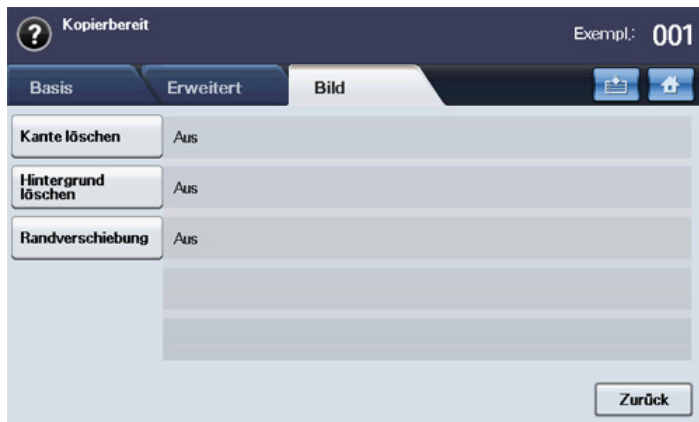 ?
Kopierbereit
Exempl.: 001
Basis Erweitert Bild
Kante löschen Aus
Hintergrund
löschen
Aus
Randverschiebung Aus
Zurück